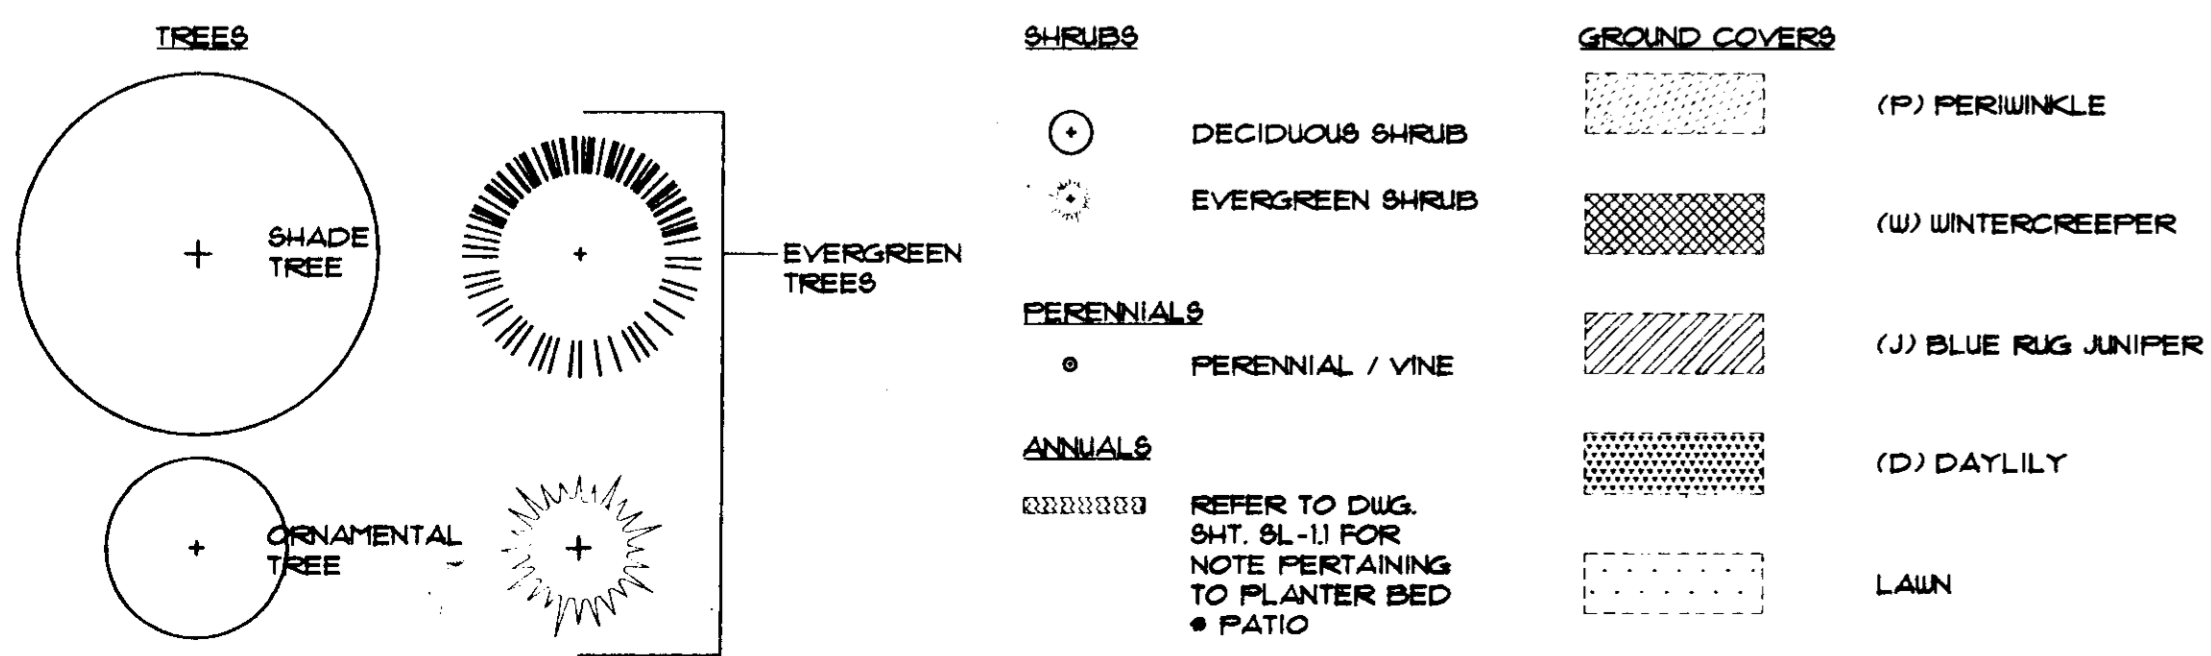 TREES
SHADE
TREE
EVERGREEN
TREES
ORNAMENTAL
TREE
SHRUBS
DECIDUOUS SHRUB
EVERGREEN SHRUB
PERENNIALS
PERENNIAL / VINE
ANNUALS
REFER TO DWG.
SHT. SL-1.1 FOR
NOTE PERTAINING
TO PLANTER BED
@ PATIO
GROUND COVERS
(P) PERIWINKLE
(W) WINTERCREEPER
(J) BLUE RUG JUNIPER
(D) DAYLILY
LAWN